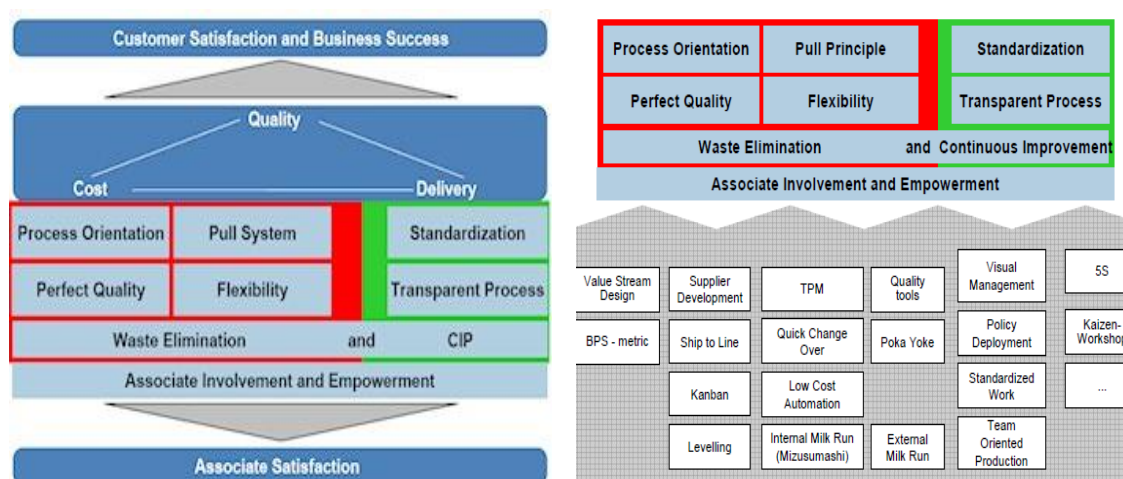 Customer Satisfaction and Business Success
Quality
Cost
Delivery
Process Orientation
Pull System
Standardization
Perfect Quality
Flexibility
Transparent Process
Waste Elimination
and
CIP
Associate Involvement and Empowerment
Associate Satisfaction
Process Orientation
Pull Principle
Standardization
Perfect Quality
Flexibility
Transparent Process
Waste Elimination
and Continuous Improvement
Associate Involvement and Empowerment
Value Stream
Design
Supplier
Development
TPM
Quality
tools
Visual
Management
5S
BPS - metric
Ship to Line
Quick Change
Over
Poka Yoke
Policy
Deployment
Kaizen-
Workshop
Kanban
Low Cost
Automation
Standardized
Work
...
Levelling
Internal Milk Run
(Mizusumashi)
External
Milk Run
Team
Oriented
Production